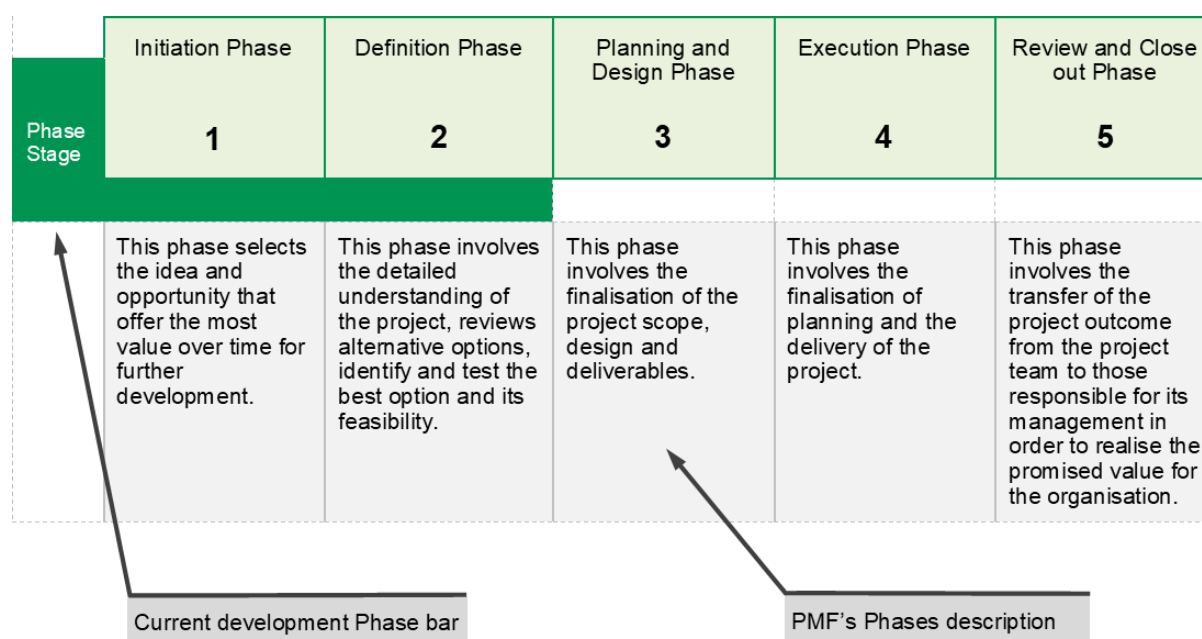 Initiation Phase
Definition Phase
Planning and
Design Phase
Execution Phase
Review and Close
out Phase
Phase
Stage
1
2
3
4
5
This phase selects
the idea and
opportunity that
offer the most
value over time for
further
development.
This phase involves
the detailed
understanding of
the project, reviews
alternative options,
identify and test the
best option and its
feasibility.
This phase
involves the
finalisation of the
project scope,
design and
deliverables.
This phase
involves the
finalisation of
planning and the
delivery of the
project.
This phase
involves the
transfer of the
project outcome
from the project
team to those
responsible for its
management in
order to realise the
promised value for
the organisation.
Current development Phase bar
PMF's Phases description